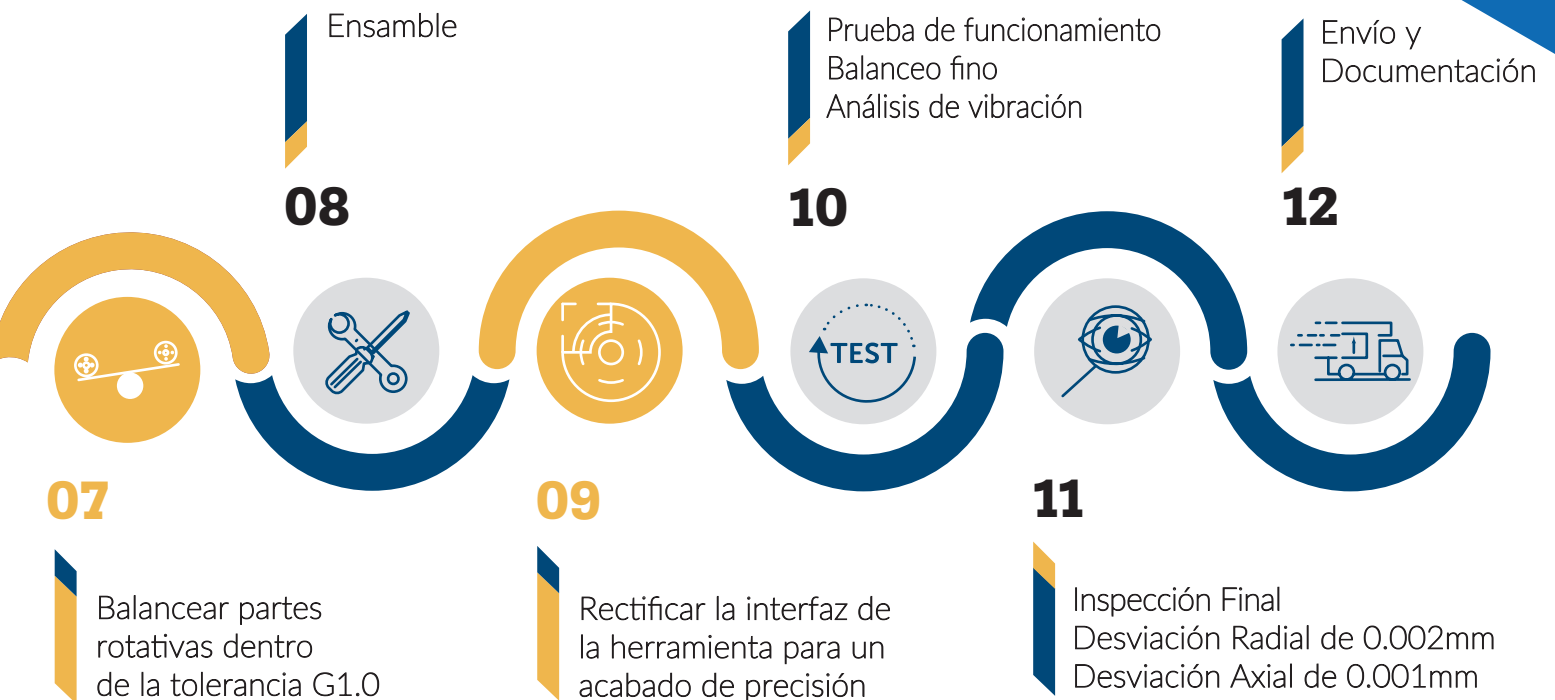 Ensamble
08
Prueba de funcionamiento
Balanceo fino
Análisis de vibración
10
Envío y
Documentación
12
TEST
07
Balancear partes
rotativas dentro
de la tolerancia G1.0
09
Rectificar la interfaz de
la herramienta para un
acabado de precisión
11
Inspección Final
Desviación Radial de 0.002mm
Desviación Axial de 0.001mm